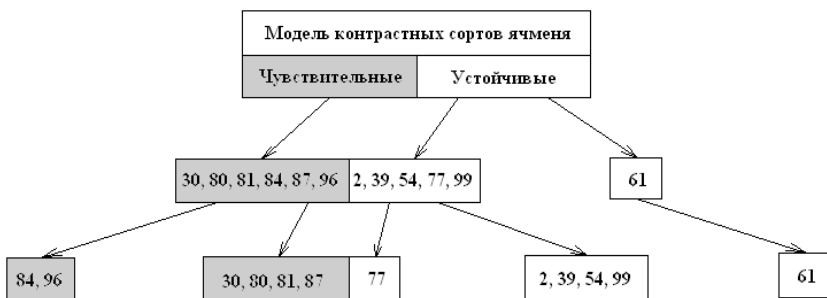 Модель контрастных сортов ячменя
Чувствительные Устойчивые
30, 80, 81, 84, 87, 96 2, 39, 54, 77, 99 61
84, 96 30, 80, 81, 87 77 2, 39, 54, 99 61